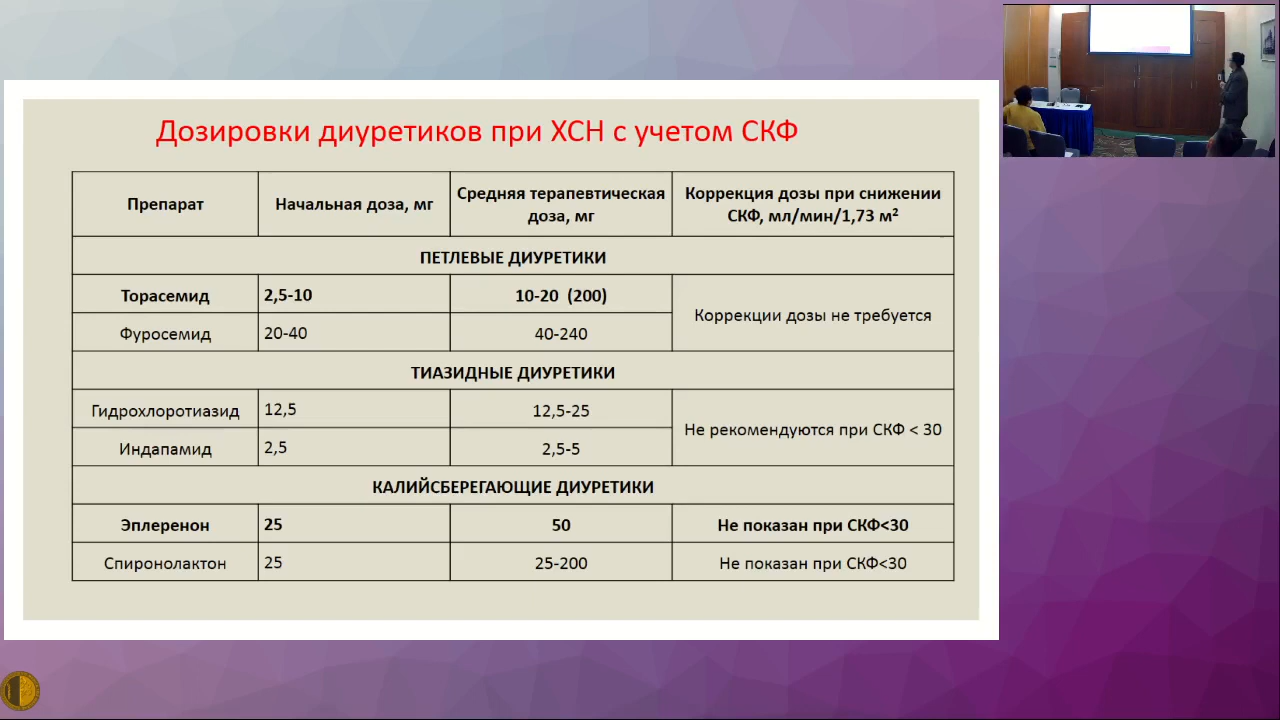 Дозировки диуретиков при ХСН с учетом СКФ
Препарат
Начальная доза, мг
Средняя терапевтическая
доза, мг
Коррекция дозы при снижении
СКФ, мл/мин/1,73 м²
ПЕТЛЕВЫЕ ДИУРЕТИКИ
Торасемид
2,5-10
10-20 (200)
Коррекции дозы не требуется
Фуросемид
20-40
40-240
ТИАЗИДНЫЕ ДИУРЕТИКИ
Гидрохлоротиазид
12,5
12,5-25
Не рекомендуются при СКФ < 30
Индапамид
2,5
2,5-5
КАЛИЙСБЕРЕГАЮЩИЕ ДИУРЕТИКИ
Эплеренон
25
50
Не показан при СКФ<30
Спиронолактон
25
25-200
Не показан при СКФ<30